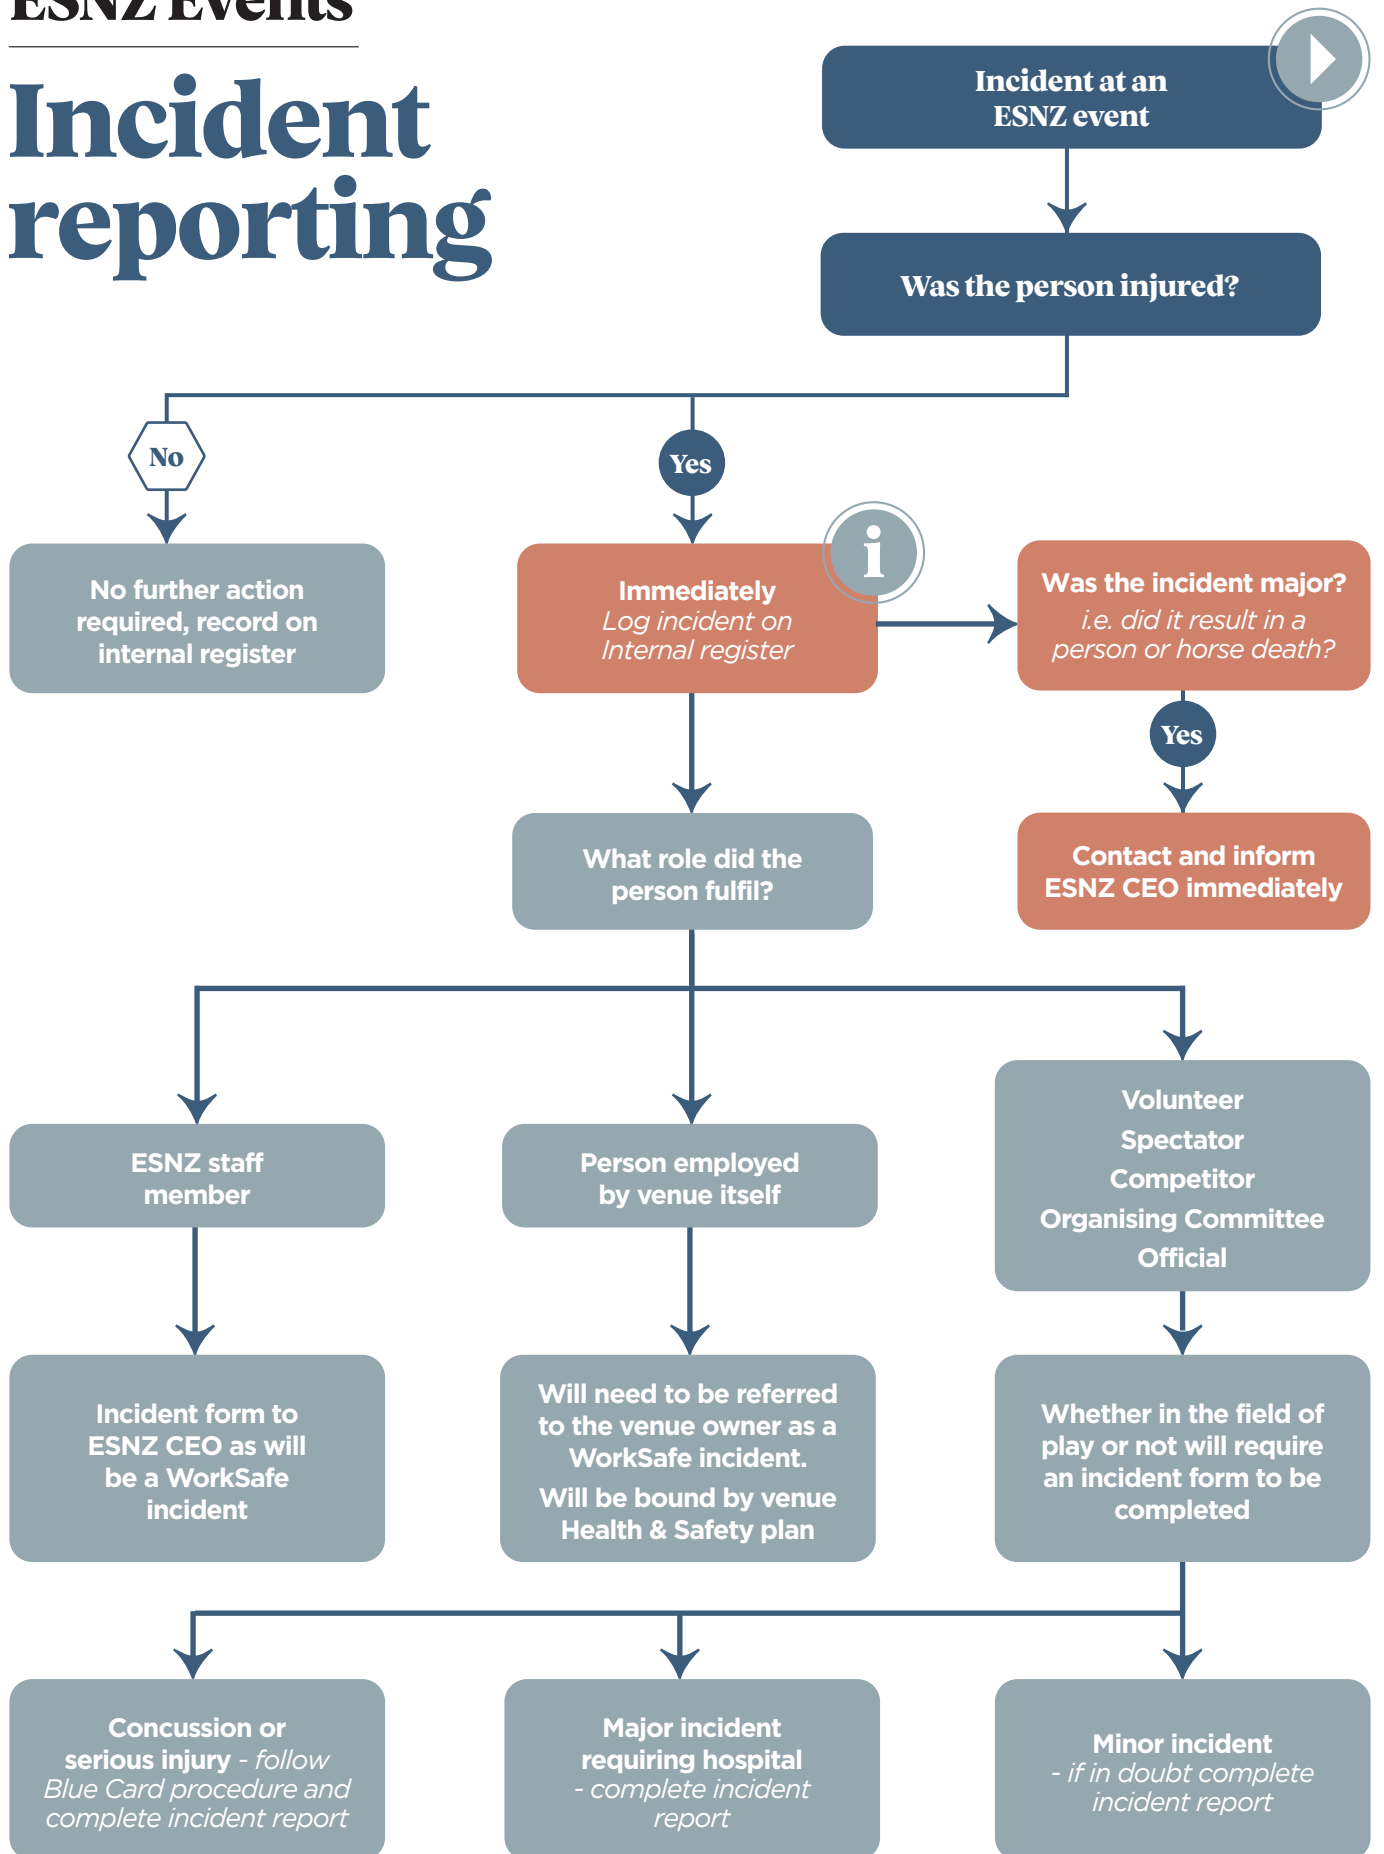 ESNZ Events
Incident
reporting
Incident at an
ESNZ event
Was the person injured?
No
Yes
No further action
required, record on
internal register
Immediately
Log incident on
Internal register
i
Was the incident major?
i.e. did it result in a
person or horse death?
Yes
Contact and inform
ESNZ CEO immediately
What role did the
person fulfil?
ESNZ staff
member
Person employed
by venue itself
Volunteer
Spectator
Competitor
Organising Committee
Official
Incident form to
ESNZ CEO as will
be a WorkSafe
incident
Will need to be referred
to the venue owner as a
WorkSafe incident.
Will be bound by venue
Health & Safety plan
Whether in the field of
play or not will require
an incident form to be
completed
Concussion or
serious injury - follow
Blue Card procedure and
complete incident report
Major incident
requiring hospital
- complete incident
report
Minor incident
- if in doubt complete
incident report